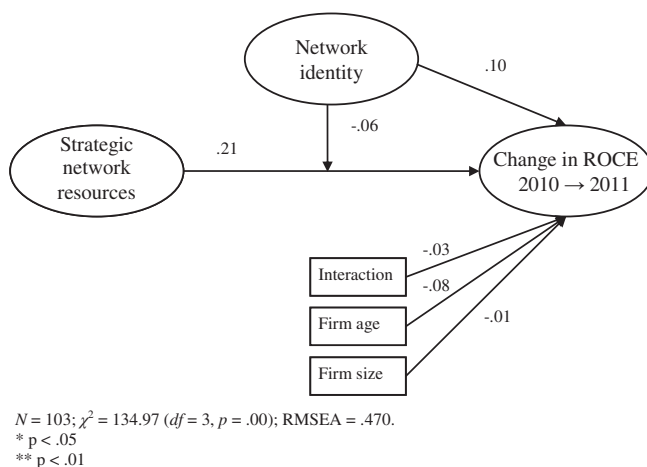 Network
identity
.10
-.06
Strategic
network
resources
.21
Change in ROCE
2010 → 2011
Interaction
-.03
Firm age
-.08
Firm size
-.01
N = 103; χ² = 134.97 (df = 3, p = .00); RMSEA = .470.
* p < .05
** p < .01